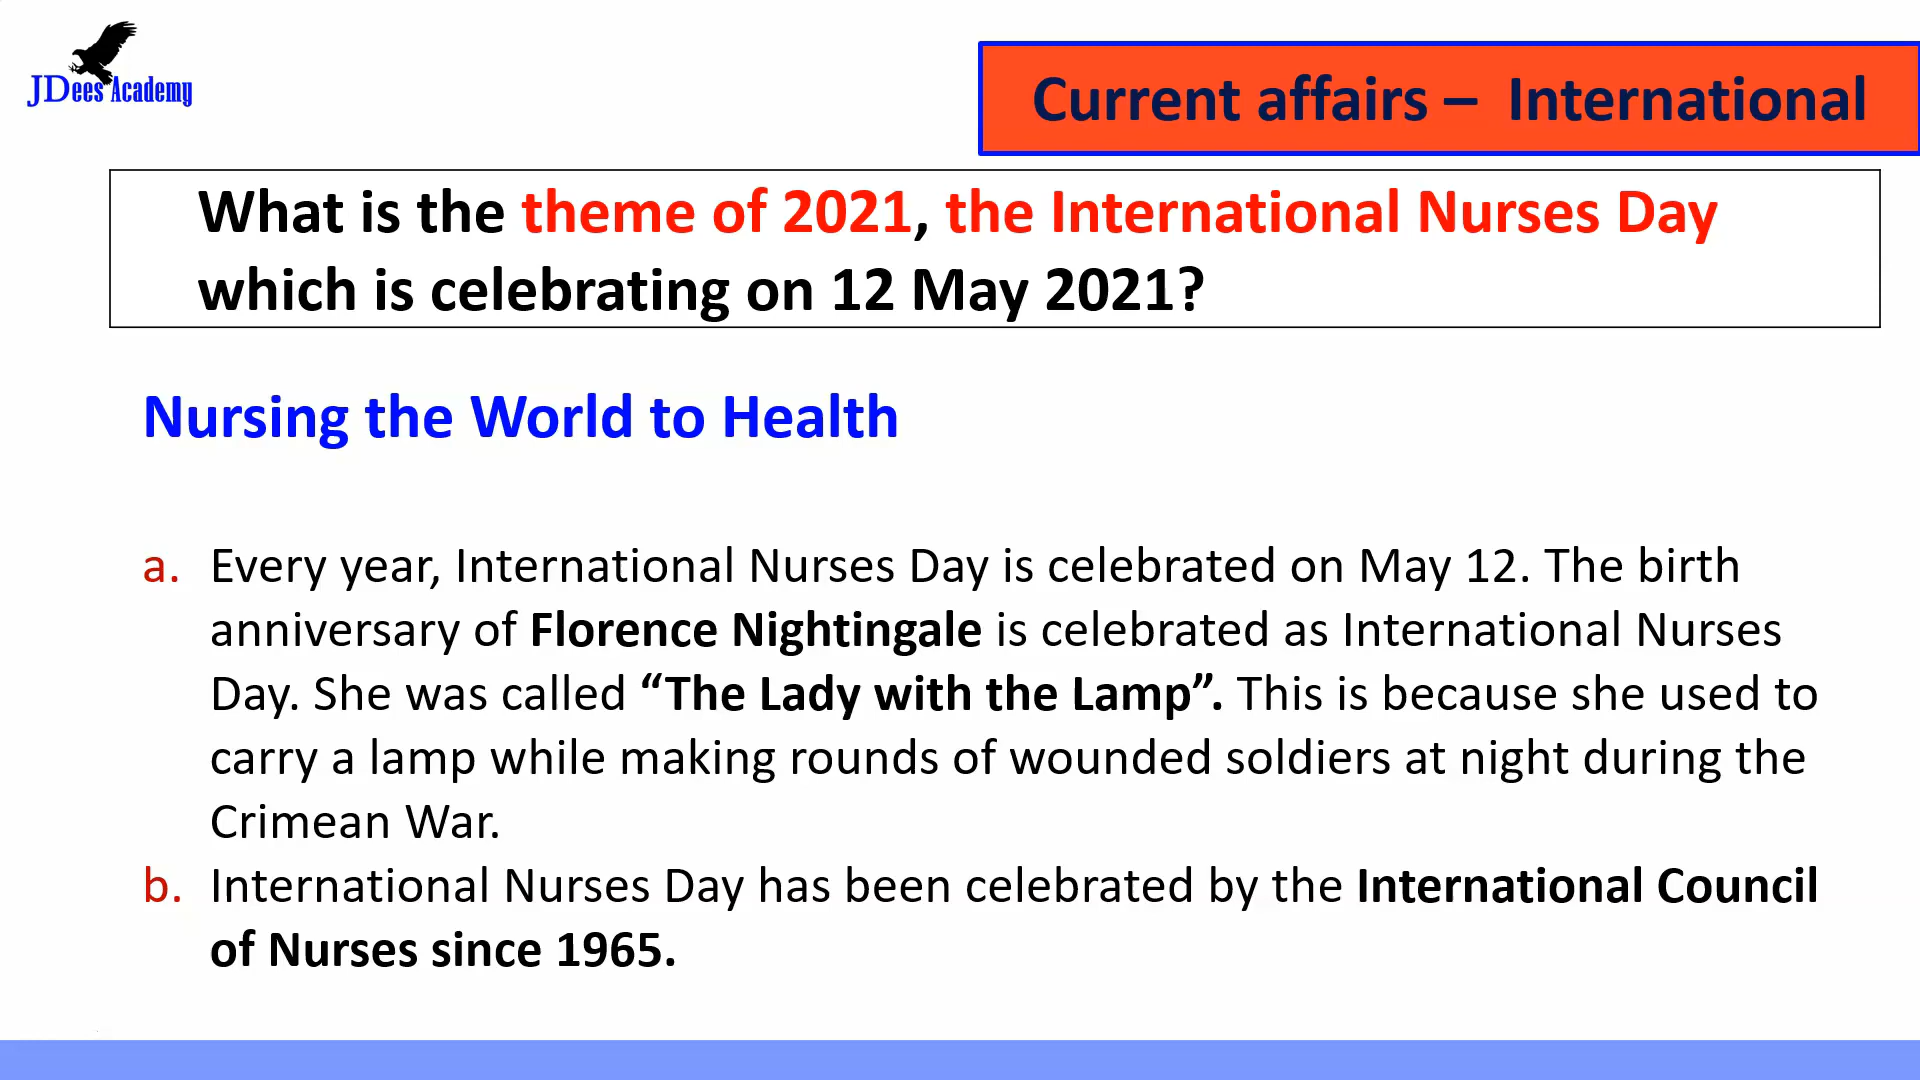 JDees Academy
Current affairs – International
What is the theme of 2021, the International Nurses Day
which is celebrating on 12 May 2021?
Nursing the World to Health
a. Every year, International Nurses Day is celebrated on May 12. The birth
anniversary of Florence Nightingale is celebrated as International Nurses
Day. She was called “The Lady with the Lamp”. This is because she used to
carry a lamp while making rounds of wounded soldiers at night during the
Crimean War.
b. International Nurses Day has been celebrated by the International Council
of Nurses since 1965.